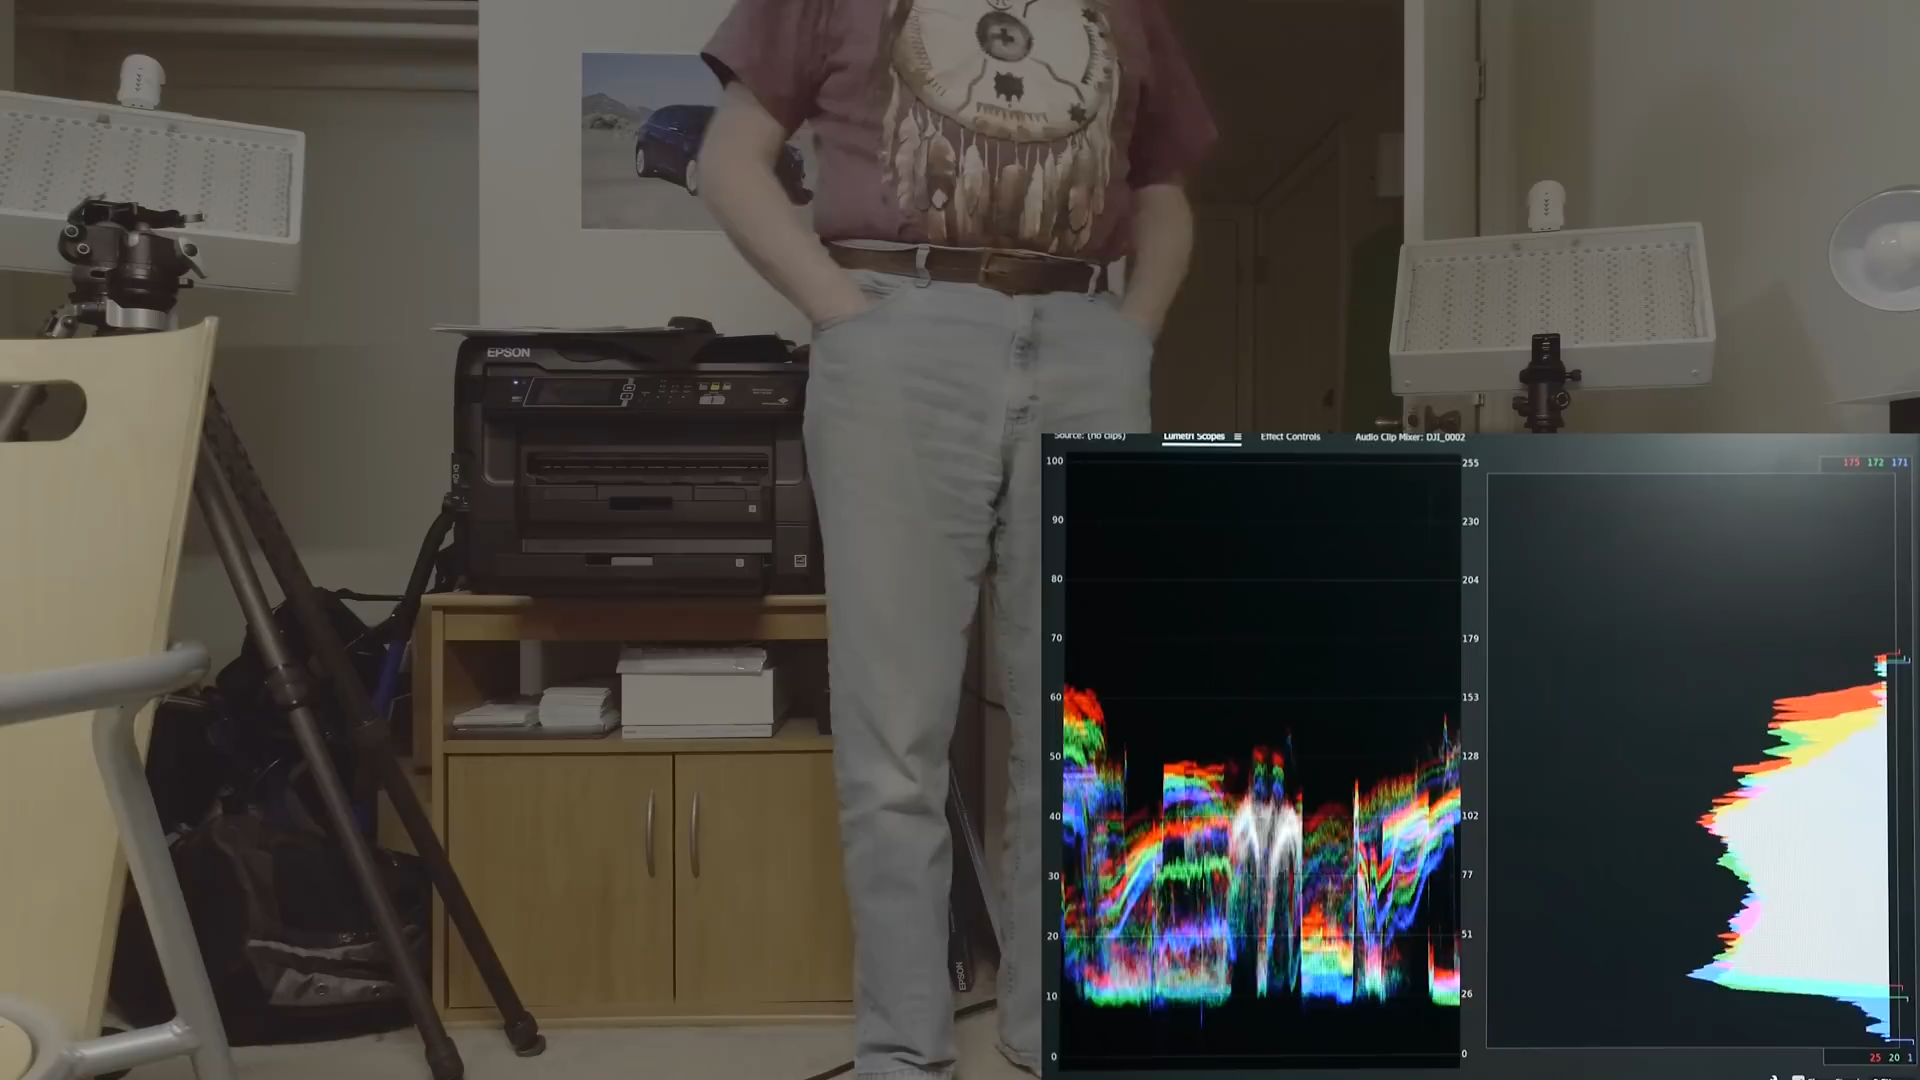 EPSON
Source: (no clips) Lumetri Scopes Effect Controls Audio Clip Mixer: DJI_0002
100 255 175 172 171
90 230
80 204
70 179
60 153
50 128
40 102
30 77
20 51
10 26
0 0 25 20 1
EPSON